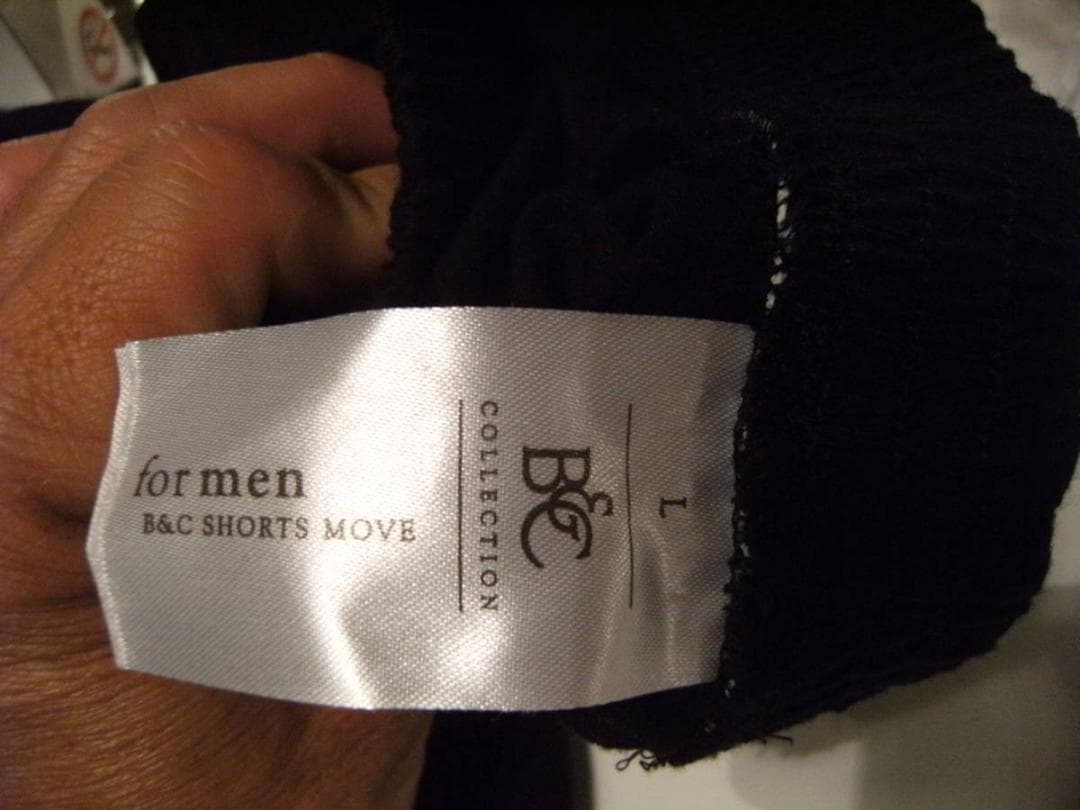 L
B&C
COLLECTION
for men
B&C SHORTS MOVE